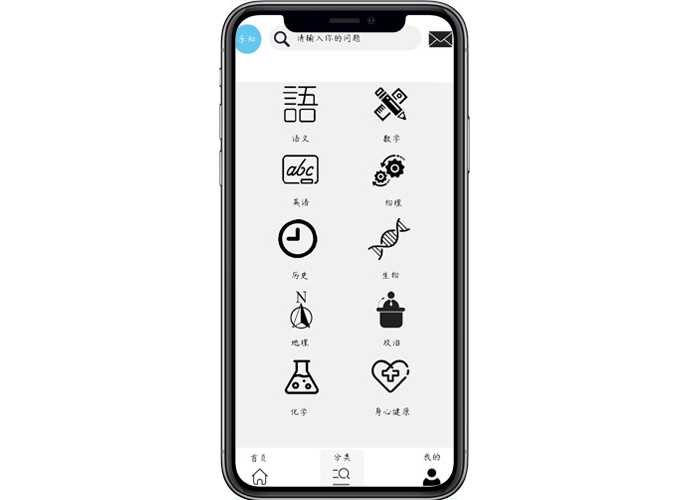 乐知
请输入你的问题
語
语文
数学
abc
英语
物理
历史
生物
N
地理
政治
化学
身心健康
首页
分类
我的